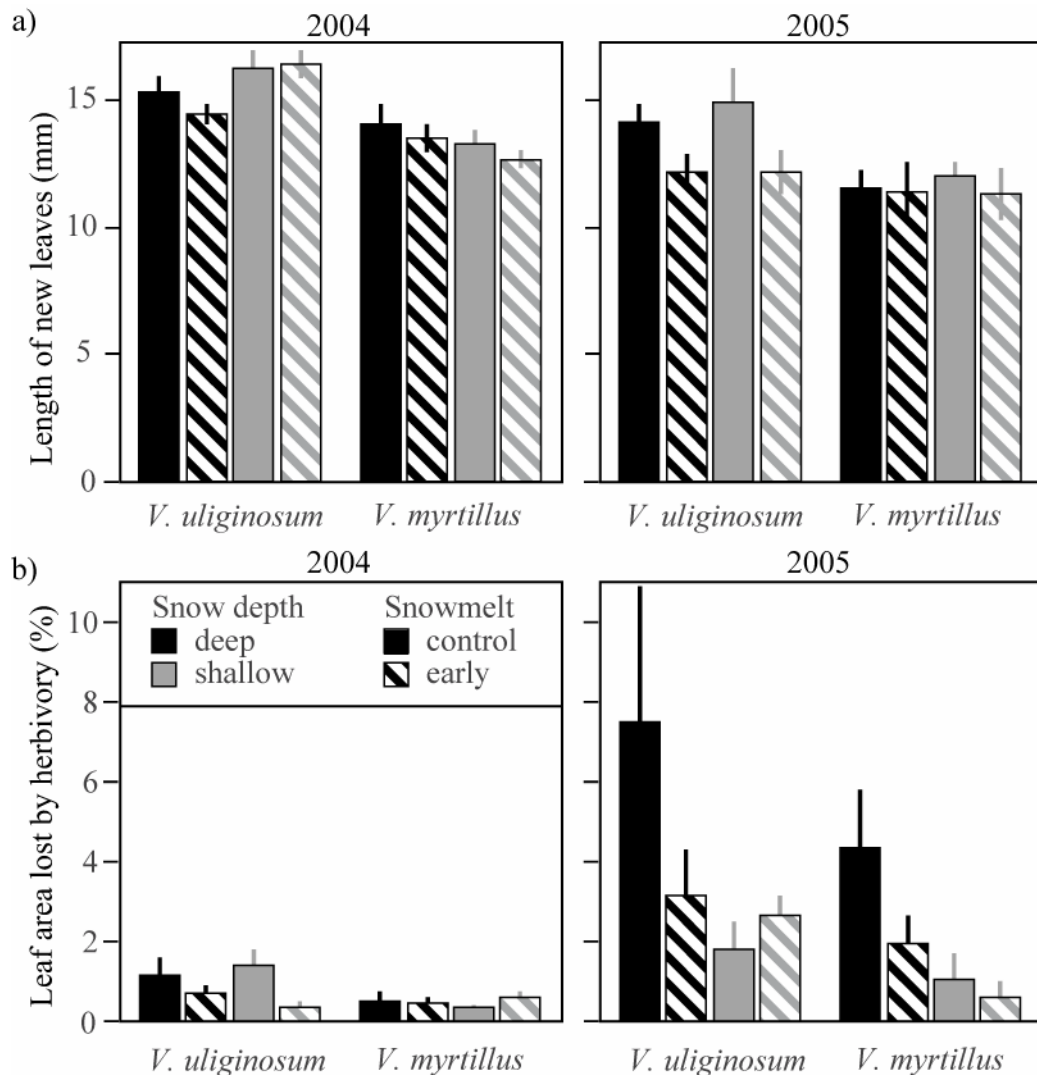 a)
2004
2005
Length of new leaves (mm)
15
10
5
0
V. uliginosum
V. myrtillus
V. uliginosum
V. myrtillus
b)
2004
2005
Leaf area lost by herbivory (%)
10
8
6
4
2
0
Snow depth
deep
shallow
Snowmelt
control
early
V. uliginosum
V. myrtillus
V. uliginosum
V. myrtillus